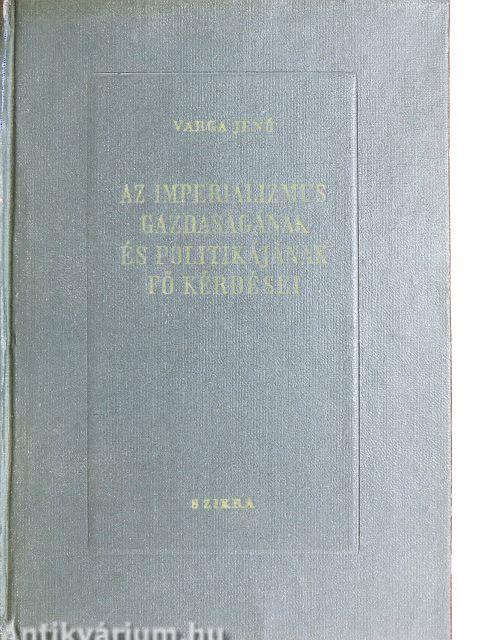 VARGA JENŐ
AZ IMPERIALIZMUS
GAZDASÁGÁNAK
ÉS POLITIKÁJÁNAK
FŐ KÉRDÉSEI
SZIKRA
Antikvárium.hu